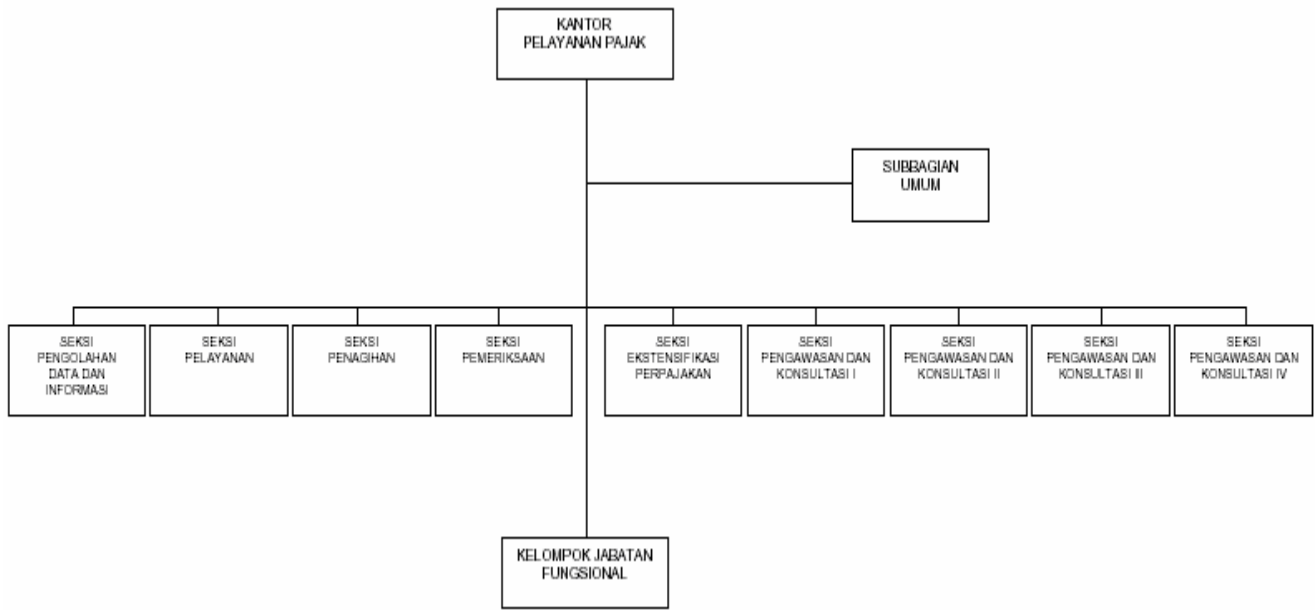 KANTOR
PELAYANAN PAJAK
SUBBAGIAN
UMUM
SEKSI
PENGOLAHAN
DATA DAN
INFORMASI
SEKSI
PELAYANAN
SEKSI
PENAGIHAN
SEKSI
PEMERIKSAAN
SEKSI
EKSTENSIFIKASI
PERPAJAKAN
SEKSI
PENGAWASAN DAN
KONSULTASI I
SEKSI
PENGAWASAN DAN
KONSULTASI II
SEKSI
PENGAWASAN DAN
KONSULTASI III
SEKSI
PENGAWASAN DAN
KONSULTASI IV
KELOMPOK JABATAN
FUNGSIONAL